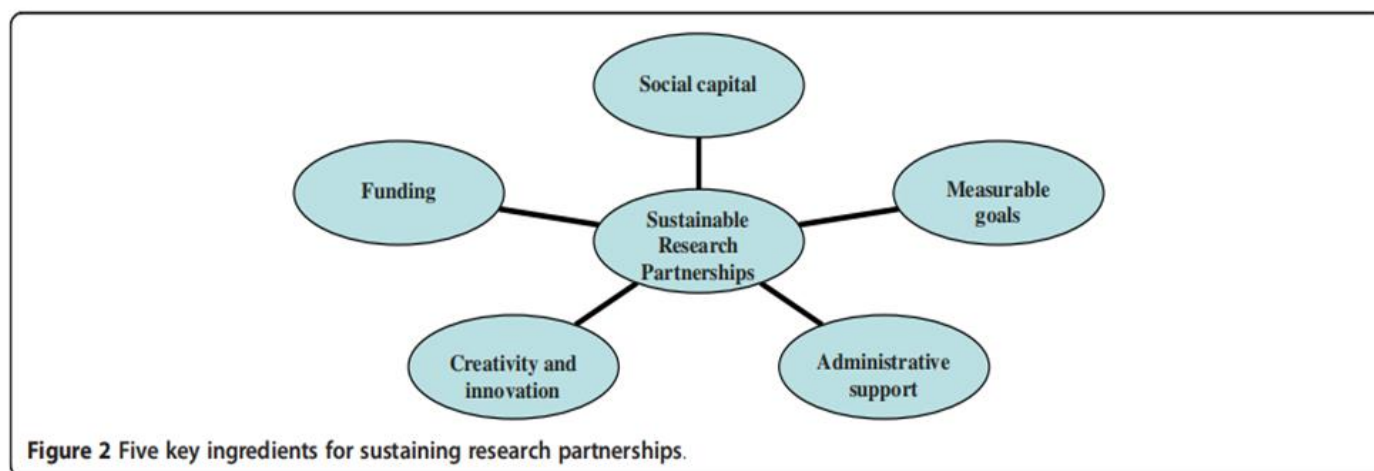 Social capital
Funding
Measurable
goals
Sustainable
Research
Partnerships
Creativity and
innovation
Administrative
support
Figure 2 Five key ingredients for sustaining research partnerships.